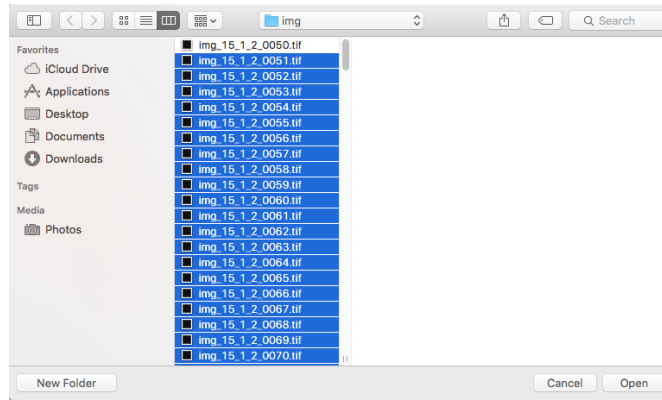 img
Search
Favorites
iCloud Drive
Applications
Desktop
Documents
Downloads
Tags
Media
Photos
img_15_1_2_0050.tif
img_15_1_2_0051.tif
img_15_1_2_0052.tif
img_15_1_2_0053.tif
img_15_1_2_0054.tif
img_15_1_2_0055.tif
img_15_1_2_0056.tif
img_15_1_2_0057.tif
img_15_1_2_0058.tif
img_15_1_2_0059.tif
img_15_1_2_0060.tif
img_15_1_2_0061.tif
img_15_1_2_0062.tif
img_15_1_2_0063.tif
img_15_1_2_0064.tif
img_15_1_2_0065.tif
img_15_1_2_0066.tif
img_15_1_2_0067.tif
img_15_1_2_0068.tif
img_15_1_2_0069.tif
img_15_1_2_0070.tif
New Folder
Cancel
Open